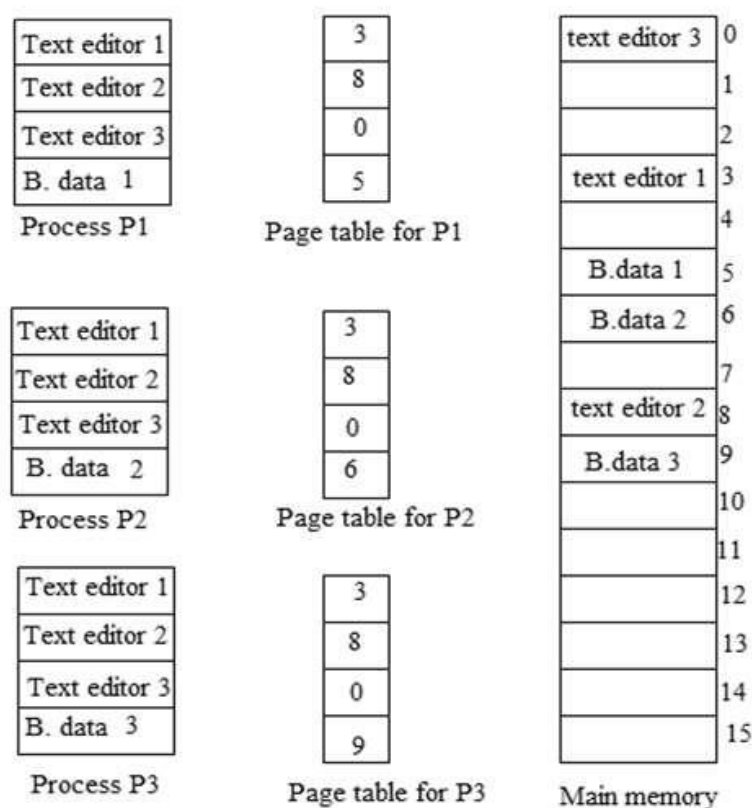 Text editor 1
Text editor 2
Text editor 3
B. data 1
Process P1
3
8
0
5
Page table for P1
Text editor 1
Text editor 2
Text editor 3
B. data 2
Process P2
3
8
0
6
Page table for P2
Text editor 1
Text editor 2
Text editor 3
B. data 3
Process P3
3
8
0
9
Page table for P3
text editor 3 0
1
2
text editor 1 3
4
B.data 1 5
B.data 2 6
7
text editor 2 8
B.data 3 9
10
11
12
13
14
15
Main memory